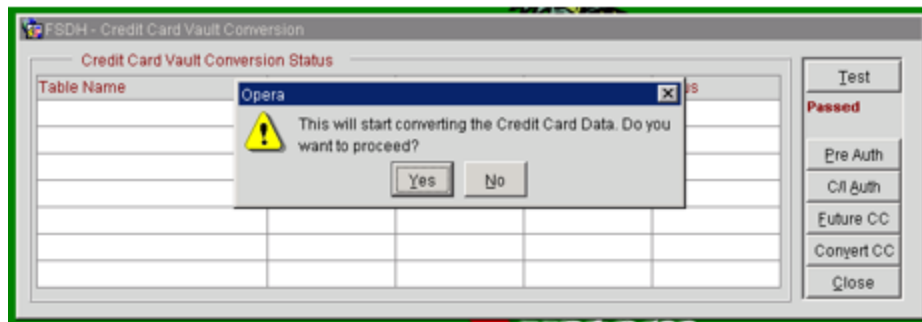 FSDH - Credit Card Vault Conversion
Credit Card Vault Conversion Status
Table Name
Opera
This will start converting the Credit Card Data. Do you
want to proceed?
Yes No
Test
Passed
Pre Auth
C/I Auth
Future CC
Convert CC
Close